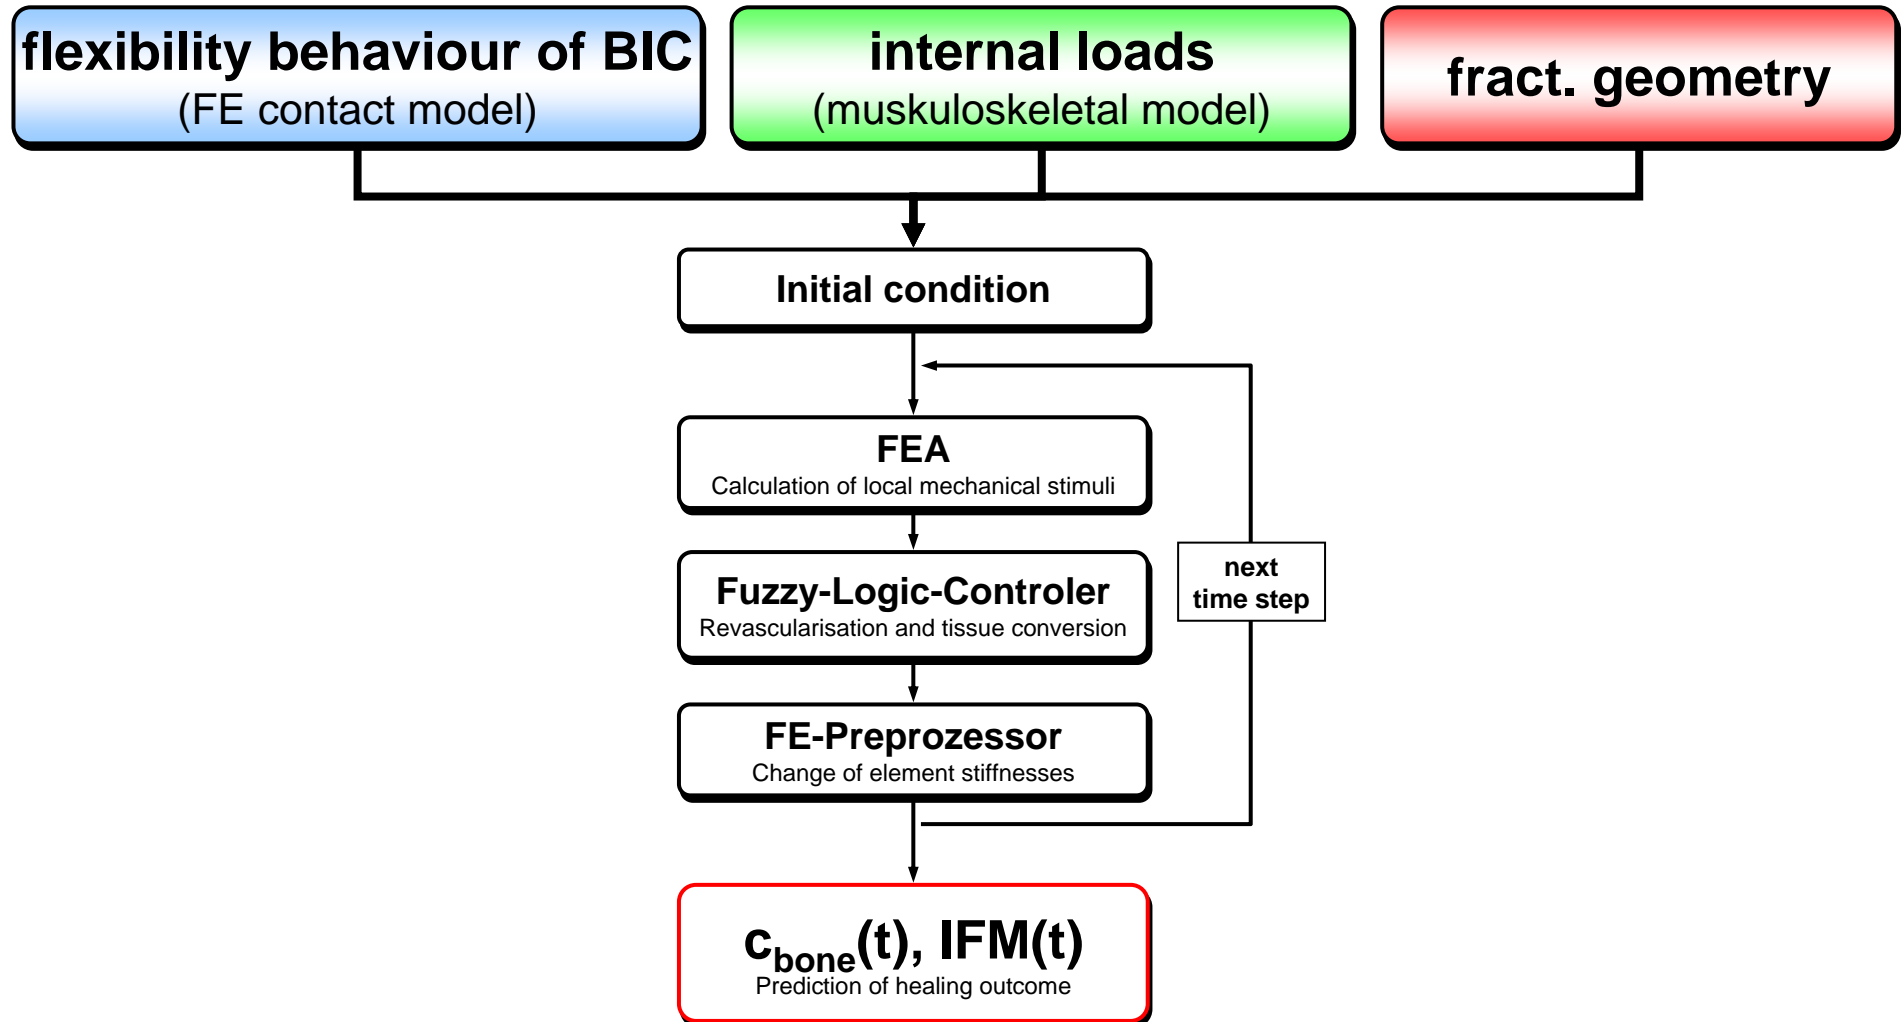 flexibility behaviour of BIC
(FE contact model)
internal loads
(muskuloskeletal model)
fract. geometry
Initial condition
FEA
Calculation of local mechanical stimuli
Fuzzy-Logic-Controler
Revascularisation and tissue conversion
next
time step
FE-Preprozessor
Change of element stiffnesses
c_bone(t), IFM(t)
Prediction of healing outcome